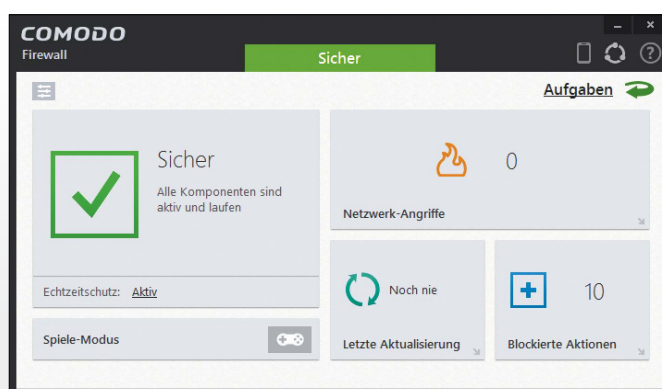 COMODO
Firewall
Sicher
Aufgaben
Sicher
Alle Komponenten sind
aktiv und laufen
Echtzeitschutz: Aktiv
Spiele-Modus
0
Netzwerk-Angriffe
Noch nie
Letzte Aktualisierung
10
Blockierte Aktionen